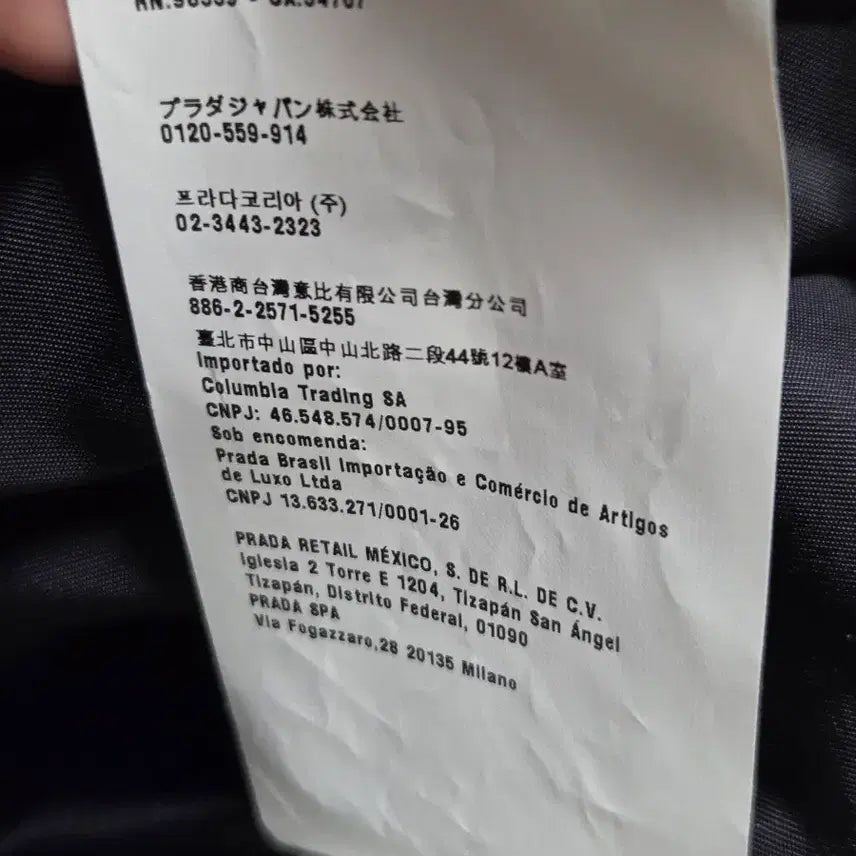 プラダジャパン株式会社
0120-559-914
프라다코리아 (주)
02-3443-2323
香港商台灣意比有限公司台灣分公司
886-2-2571-5255
臺北市中山區中山北路二段44號12樓A室
Importado por:
Columbia Trading SA
CNPJ: 46.548.574/0007-95
Sob encomenda:
Prada Brasil Importação e Comércio de Artigos
de Luxo Ltda
CNPJ 13.633.271/0001-26
PRADA RETAIL MÉXICO, S. DE R.L. DE C.V.
Iglesia 2 Torre E 1204, Tizapán San Ángel
Tizapán, Distrito Federal, 01090
PRADA SPA
Via Fogazzaro,28 20135 Milano